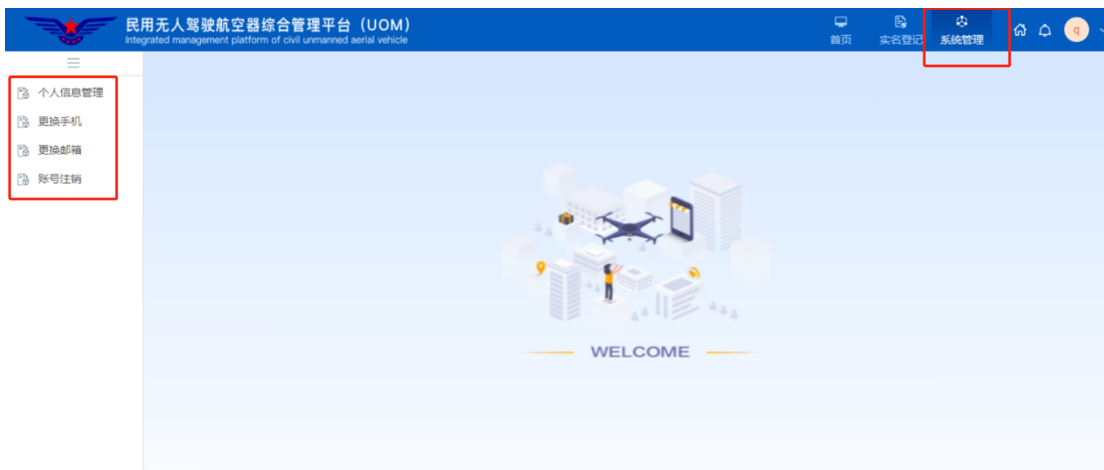 民用无人驾驶航空器综合管理平台（UOM）
Integrated management platform of civil unmanned aerial vehicle
首页
实名登记
系统管理
q
个人信息管理
更换手机
更换邮箱
账号注销
WELCOME